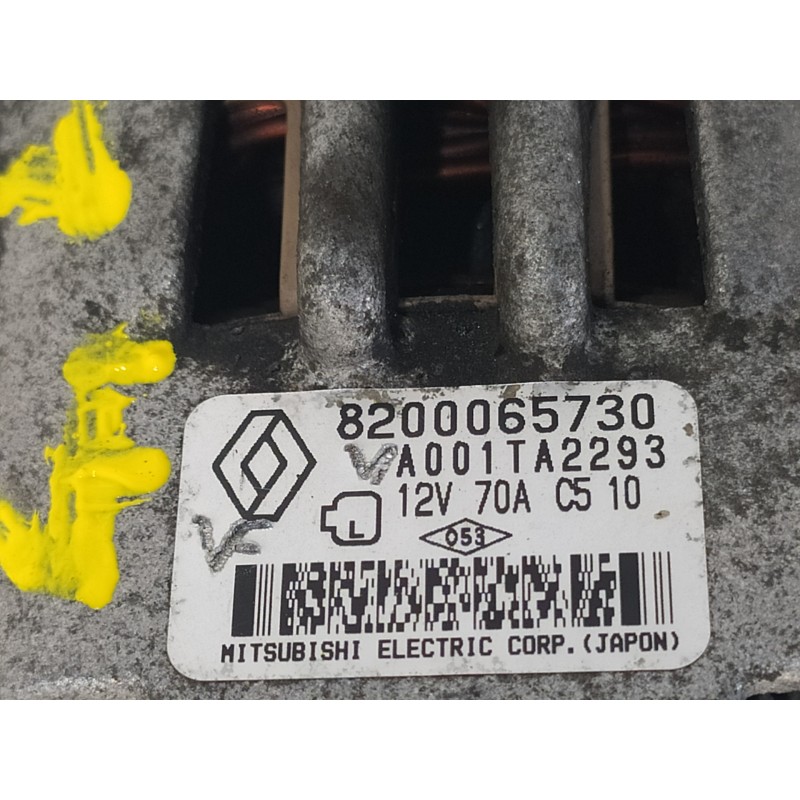 8200065730
A001TA2293
12V 70A C5 10
L
053
MITSUBISHI ELECTRIC CORP.(JAPON)